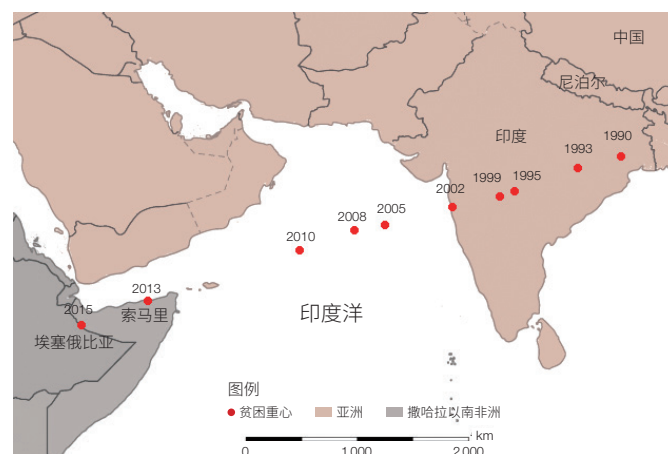 中国
尼泊尔
印度
1990
1993
1995
1999
2002
2005
2008
2010
2013
索马里
2015
埃塞俄比亚
印度洋
图例
贫困重心 亚洲 撒哈拉以南非洲
km
0 1,000 2,000